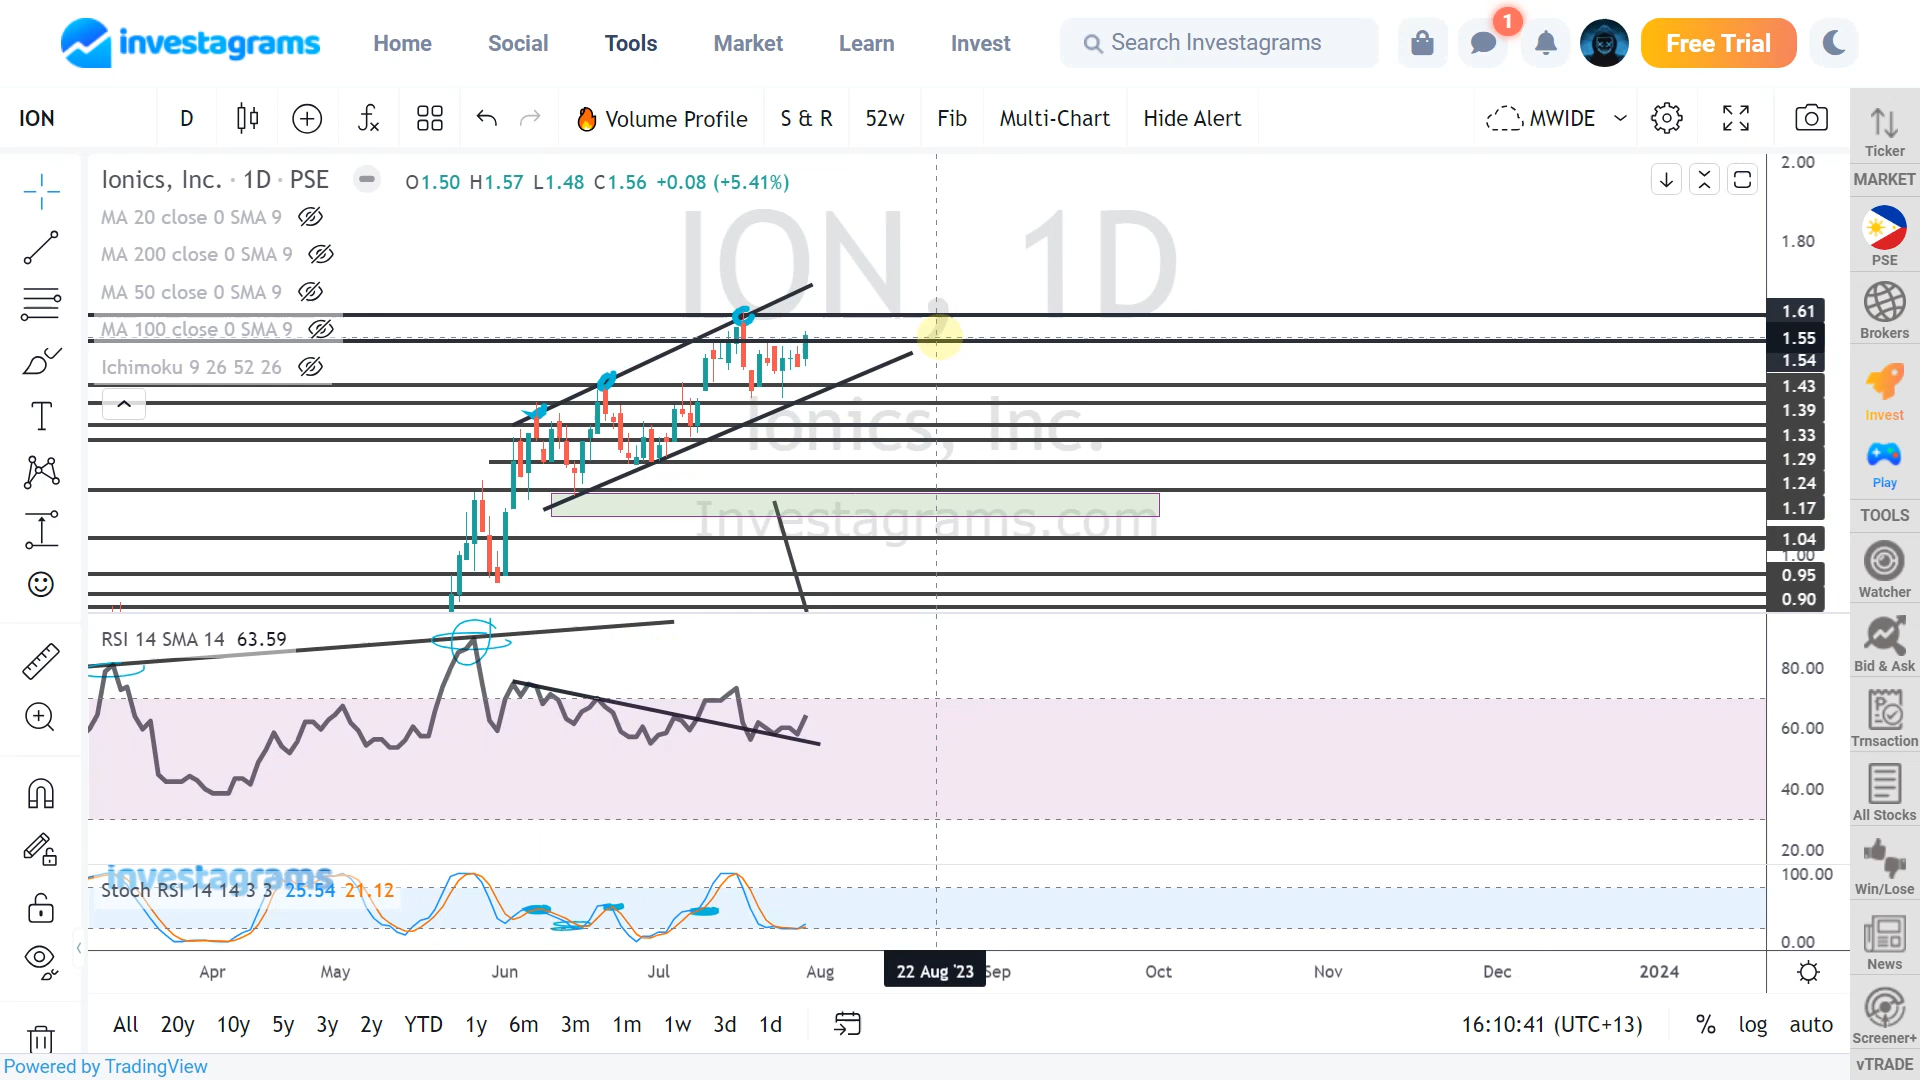 investagrams Home Social Tools Market Learn Invest Search Investagrams 1 Free Trial
ION D Volume Profile S & R 52w Fib Multi-Chart Hide Alert MWIDE
Ionics, Inc. · 1D · PSE O1.50 H1.57 L1.48 C1.56 +0.08 (+5.41%)
MA 20 close 0 SMA 9
MA 200 close 0 SMA 9
MA 50 close 0 SMA 9
MA 100 close 0 SMA 9
Ichimoku 9 26 52 26
ION, 1D
Ionics, Inc.
Investagrams.com
2.00
1.80
1.61
1.55
1.54
1.43
1.39
1.33
1.29
1.24
1.17
1.04
1.00
0.95
0.90
RSI 14 SMA 14 63.59
80.00
60.00
40.00
20.00
investagrams
Stoch RSI 14 14 3 3 25.54 21.12
100.00
0.00
Apr May Jun Jul Aug 22 Aug '23 Sep Oct Nov Dec 2024
All 20y 10y 5y 3y 2y YTD 1y 6m 3m 1m 1w 3d 1d 16:10:41 (UTC+13) % log auto
Powered by TradingView
Ticker
MARKET
PSE
Brokers
Invest
Play
TOOLS
Watcher
Bid & Ask
Trnsaction
All Stocks
Win/Lose
News
Screener+
vTRADE